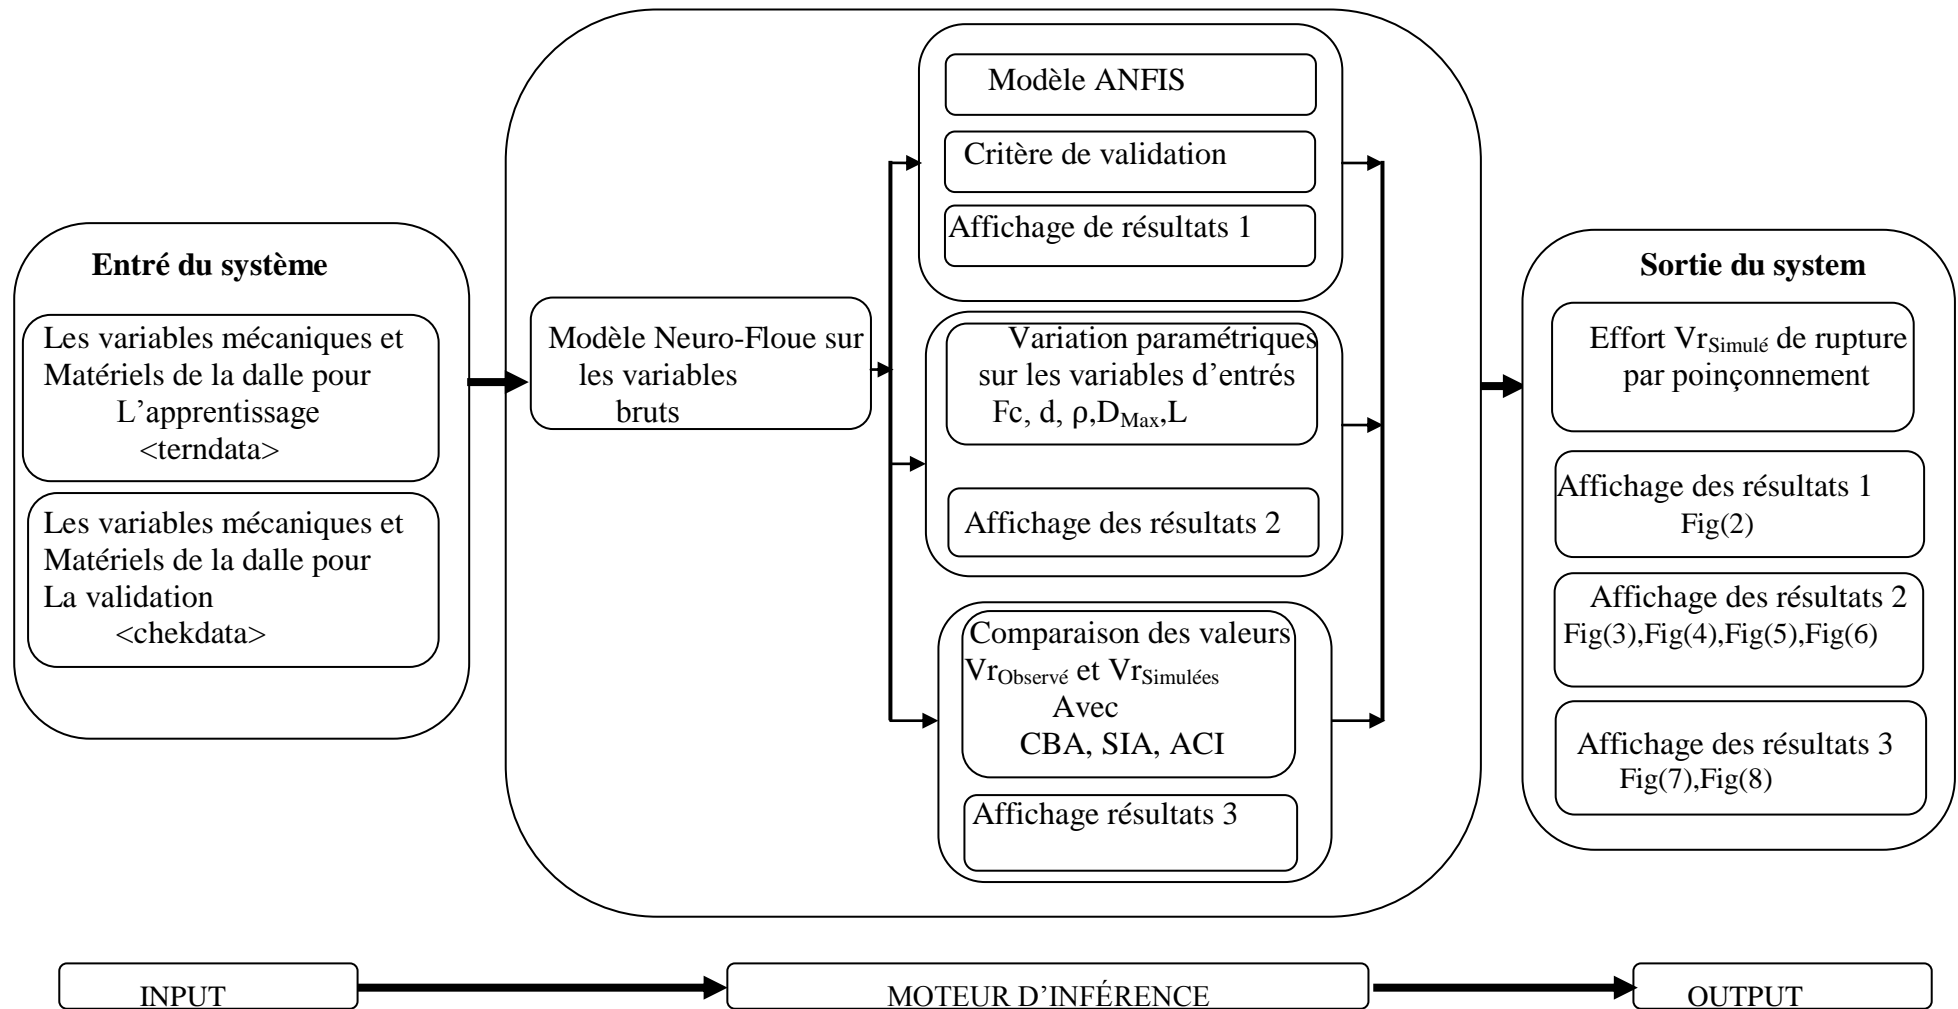 Entré du système
Les variables mécaniques et
Matériels de la dalle pour
L’apprentissage
<terndata>
Les variables mécaniques et
Matériels de la dalle pour
La validation
<chekdata>
Modèle Neuro-Floue sur
les variables
bruts
Modèle ANFIS
Critère de validation
Affichage de résultats 1
Variation paramétriques
sur les variables d’entrés
Fc, d, ρ,D_Max,L
Affichage des résultats 2
Comparaison des valeurs
Vr_Observé et Vr_Simulées
Avec
CBA, SIA, ACI
Affichage résultats 3
Sortie du system
Effort Vr_Simulé de rupture
par poinçonnement
Affichage des résultats 1
Fig(2)
Affichage des résultats 2
Fig(3),Fig(4),Fig(5),Fig(6)
Affichage des résultats 3
Fig(7),Fig(8)
INPUT
MOTEUR D’INFÉRENCE
OUTPUT